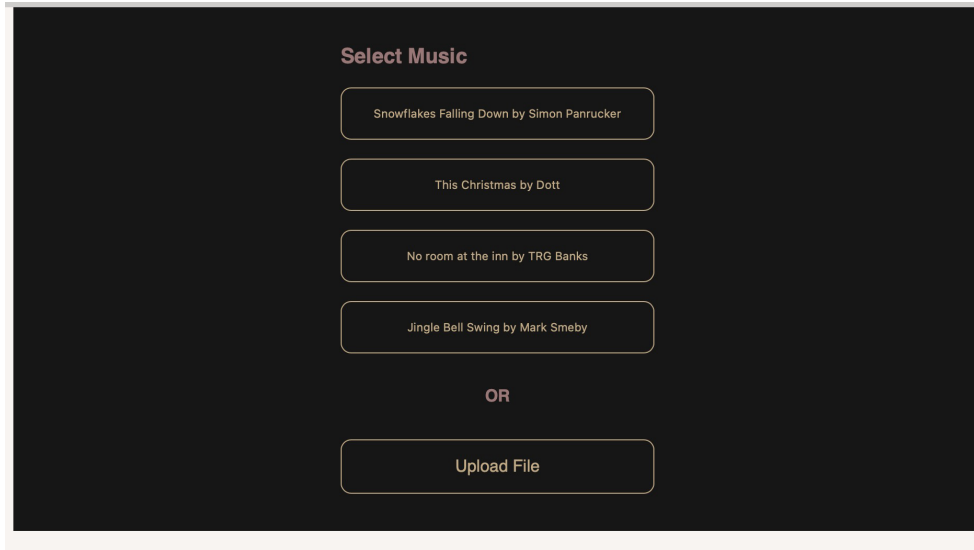 Select Music
Snowflakes Falling Down by Simon Panrucker
This Christmas by Dott
No room at the inn by TRG Banks
Jingle Bell Swing by Mark Smeby
OR
Upload File